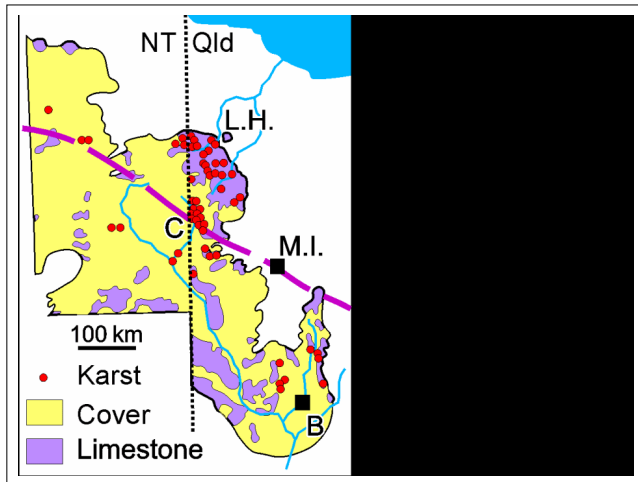 NT Qld
L.H.
C
M.I.
100 km
Karst
Cover
B
Limestone